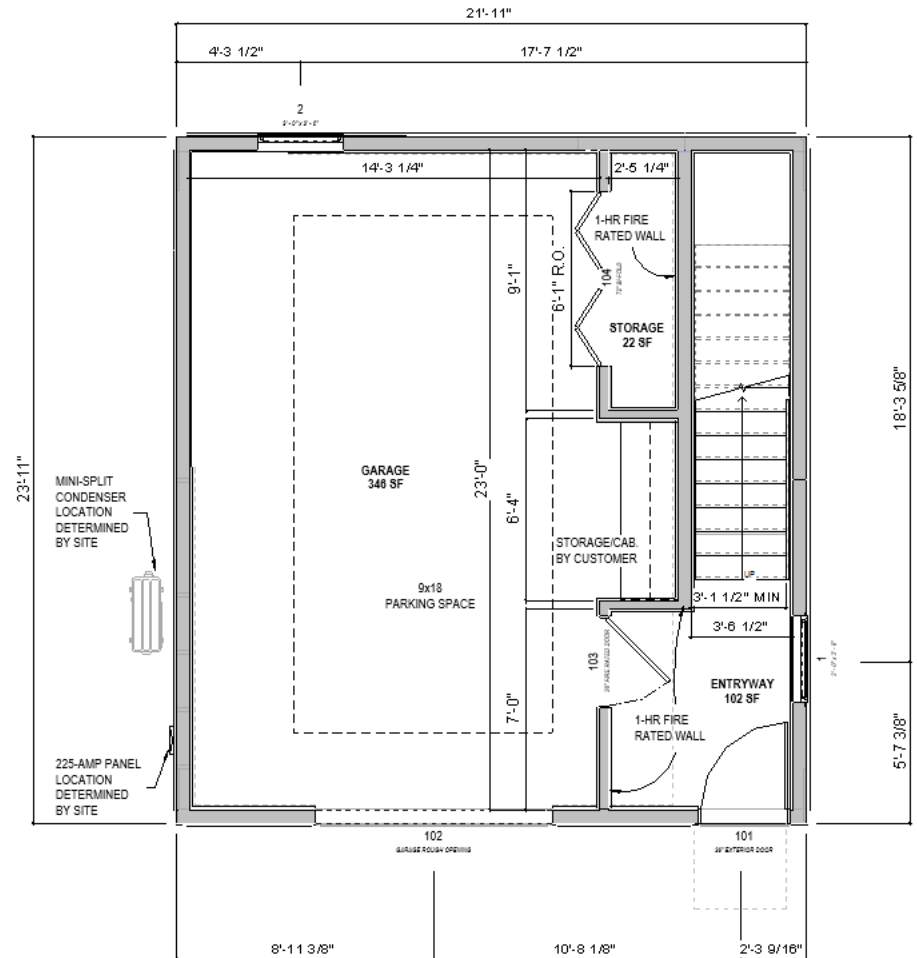 21'-11"
4'-3 1/2"
17'-7 1/2"
2
14'-3 1/4"
2'-5 1/4"
1-HR FIRE
RATED WALL
9'-1"
6'-1" R.O.
104
STORAGE
22 SF
18'-3 5/8"
23'-11"
GARAGE
346 SF
23'-0"
MINI-SPLIT
CONDENSER
LOCATION
DETERMINED
BY SITE
6'-4"
STORAGE/CAB.
BY CUSTOMER
UP
9x18
PARKING SPACE
3'-1 1/2" MIN
3'-6 1/2"
103
36" FIRE RATED DOOR
1
ENTRYWAY
102 SF
7'-0"
1-HR FIRE
RATED WALL
5'-7 3/8"
225-AMP PANEL
LOCATION
DETERMINED
BY SITE
102
GARAGE ROUGH OPENING
101
36" EXTERIOR DOOR
8'-11 3/8"
10'-8 1/8"
2'-3 9/16"